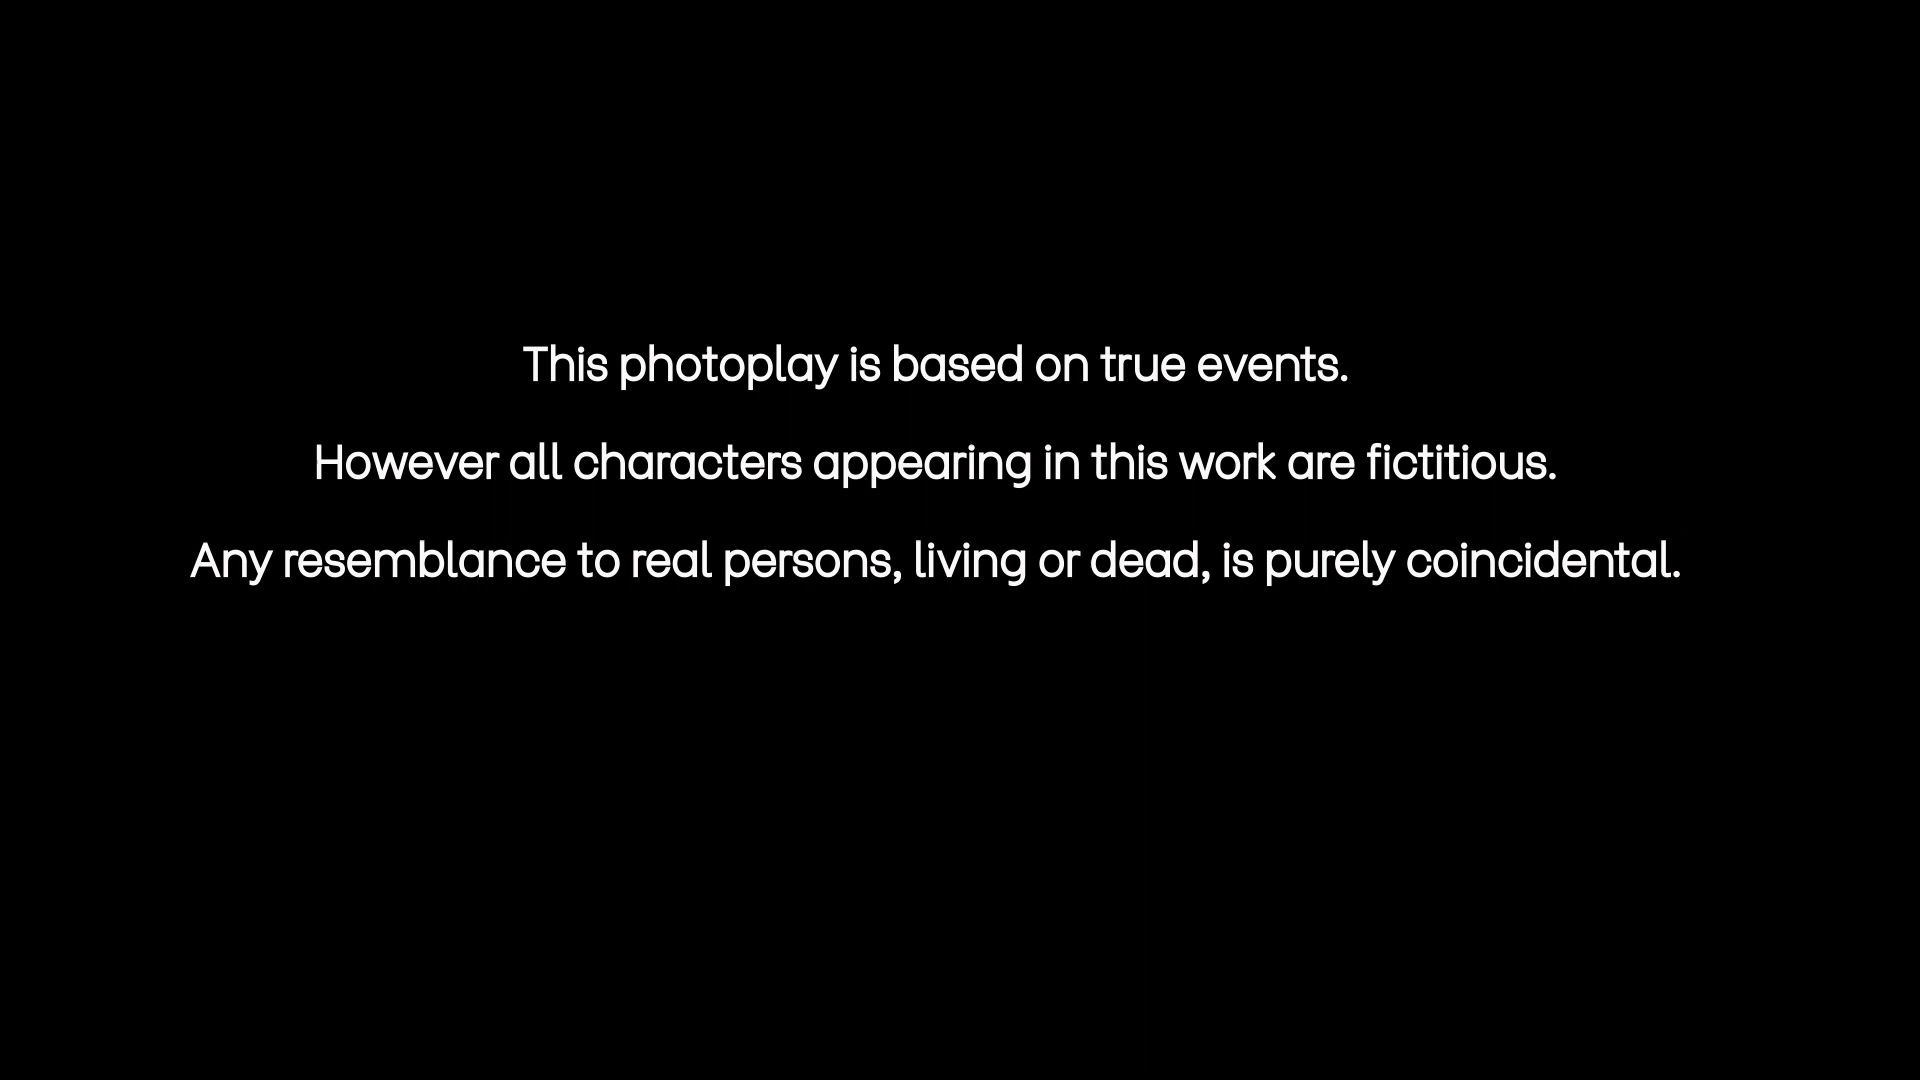 This photoplay is based on true events.
However all characters appearing in this work are fictitious.
Any resemblance to real persons, living or dead, is purely coincidental.